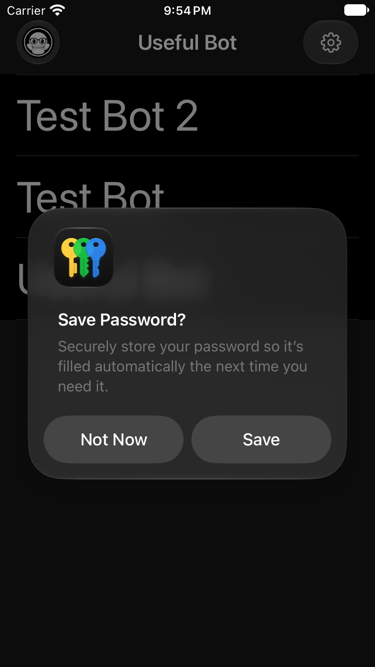 Carrier 9:54 PM
Useful Bot
Test Bot 2
Test Bot
Save Password?
Securely store your password so it's
filled automatically the next time you
need it.
Not Now Save